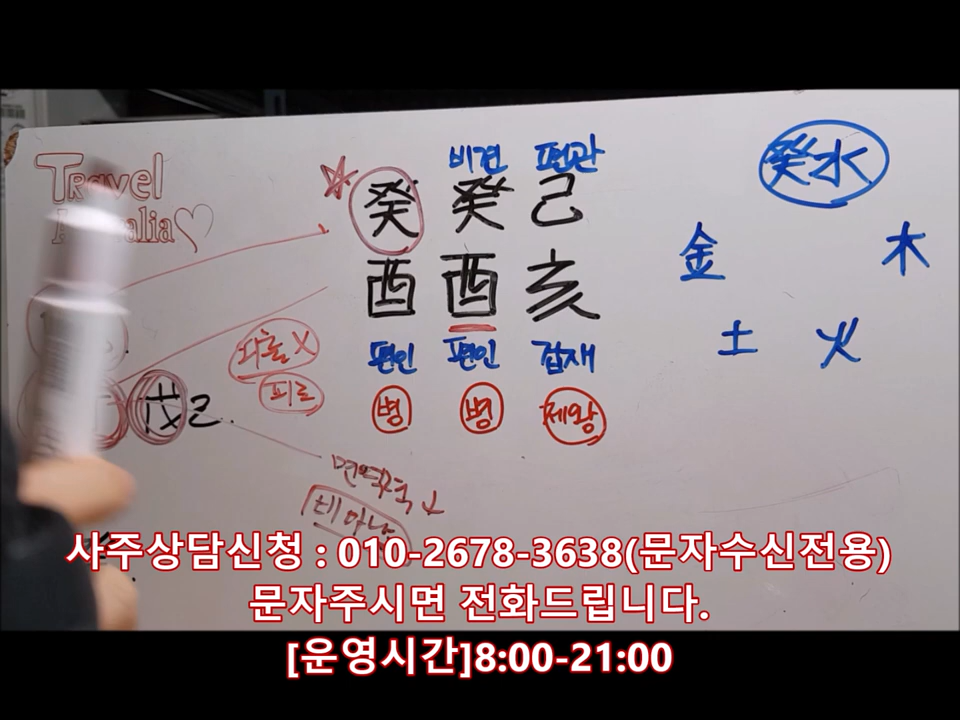 Travel
비견 편관
癸 癸 己
癸水
酉 酉 亥
金 木
土 火
편인 편인 겁재
피로
병 병 제왕
戊己
사주상담신청 : 010-2678-3638(문자수신전용)
문자주시면 전화드립니다.
[운영시간]8:00-21:00